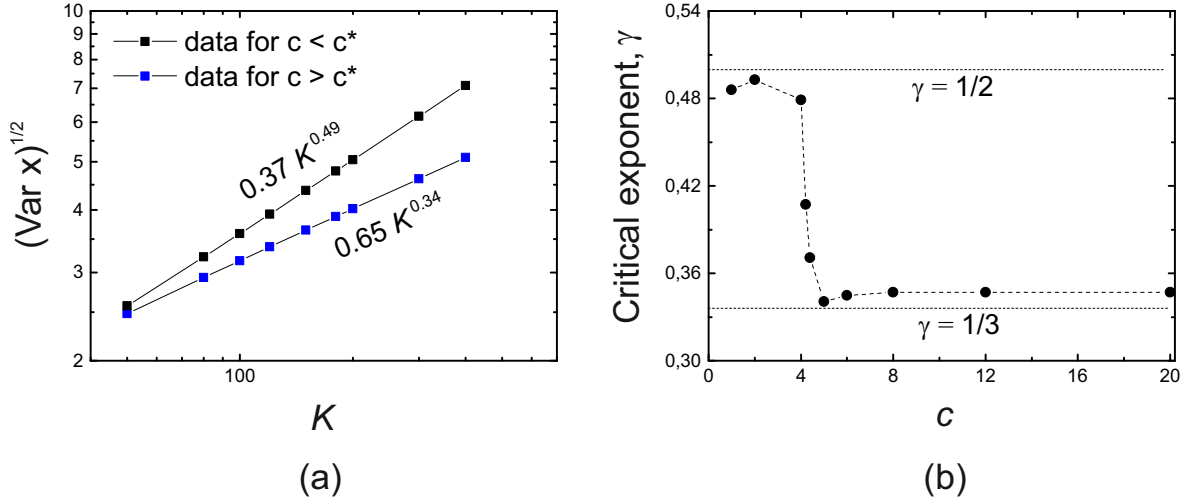 10
9
8
7
6
5
4
3
2
100
(Var x)^{1/2}
K
data for c < c*
data for c > c*
0.37 K^{0.49}
0.65 K^{0.34}
(a)
0,54
0,48
0,42
0,36
0,30
0 4 8 12 16 20
Critical exponent, γ
c
γ = 1/2
γ = 1/3
(b)